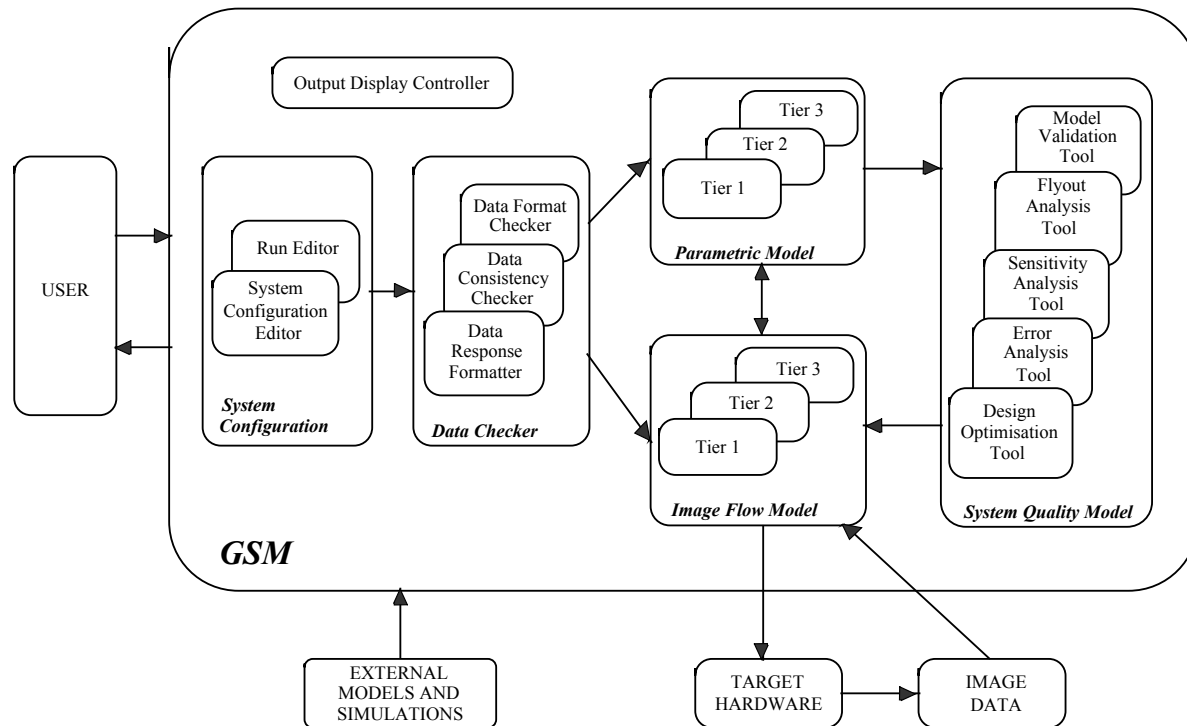 Output Display Controller
USER
Run Editor
System
Configuration
Editor
System
Configuration
Data Format
Checker
Data
Consistency
Checker
Data
Response
Formatter
Data Checker
Tier 3
Tier 2
Tier 1
Parametric Model
Tier 3
Tier 2
Tier 1
Image Flow Model
Model
Validation
Tool
Flyout
Analysis
Tool
Sensitivity
Analysis
Tool
Error
Analysis
Tool
Design
Optimisation
Tool
System Quality Model
GSM
EXTERNAL
MODELS AND
SIMULATIONS
TARGET
HARDWARE
IMAGE
DATA